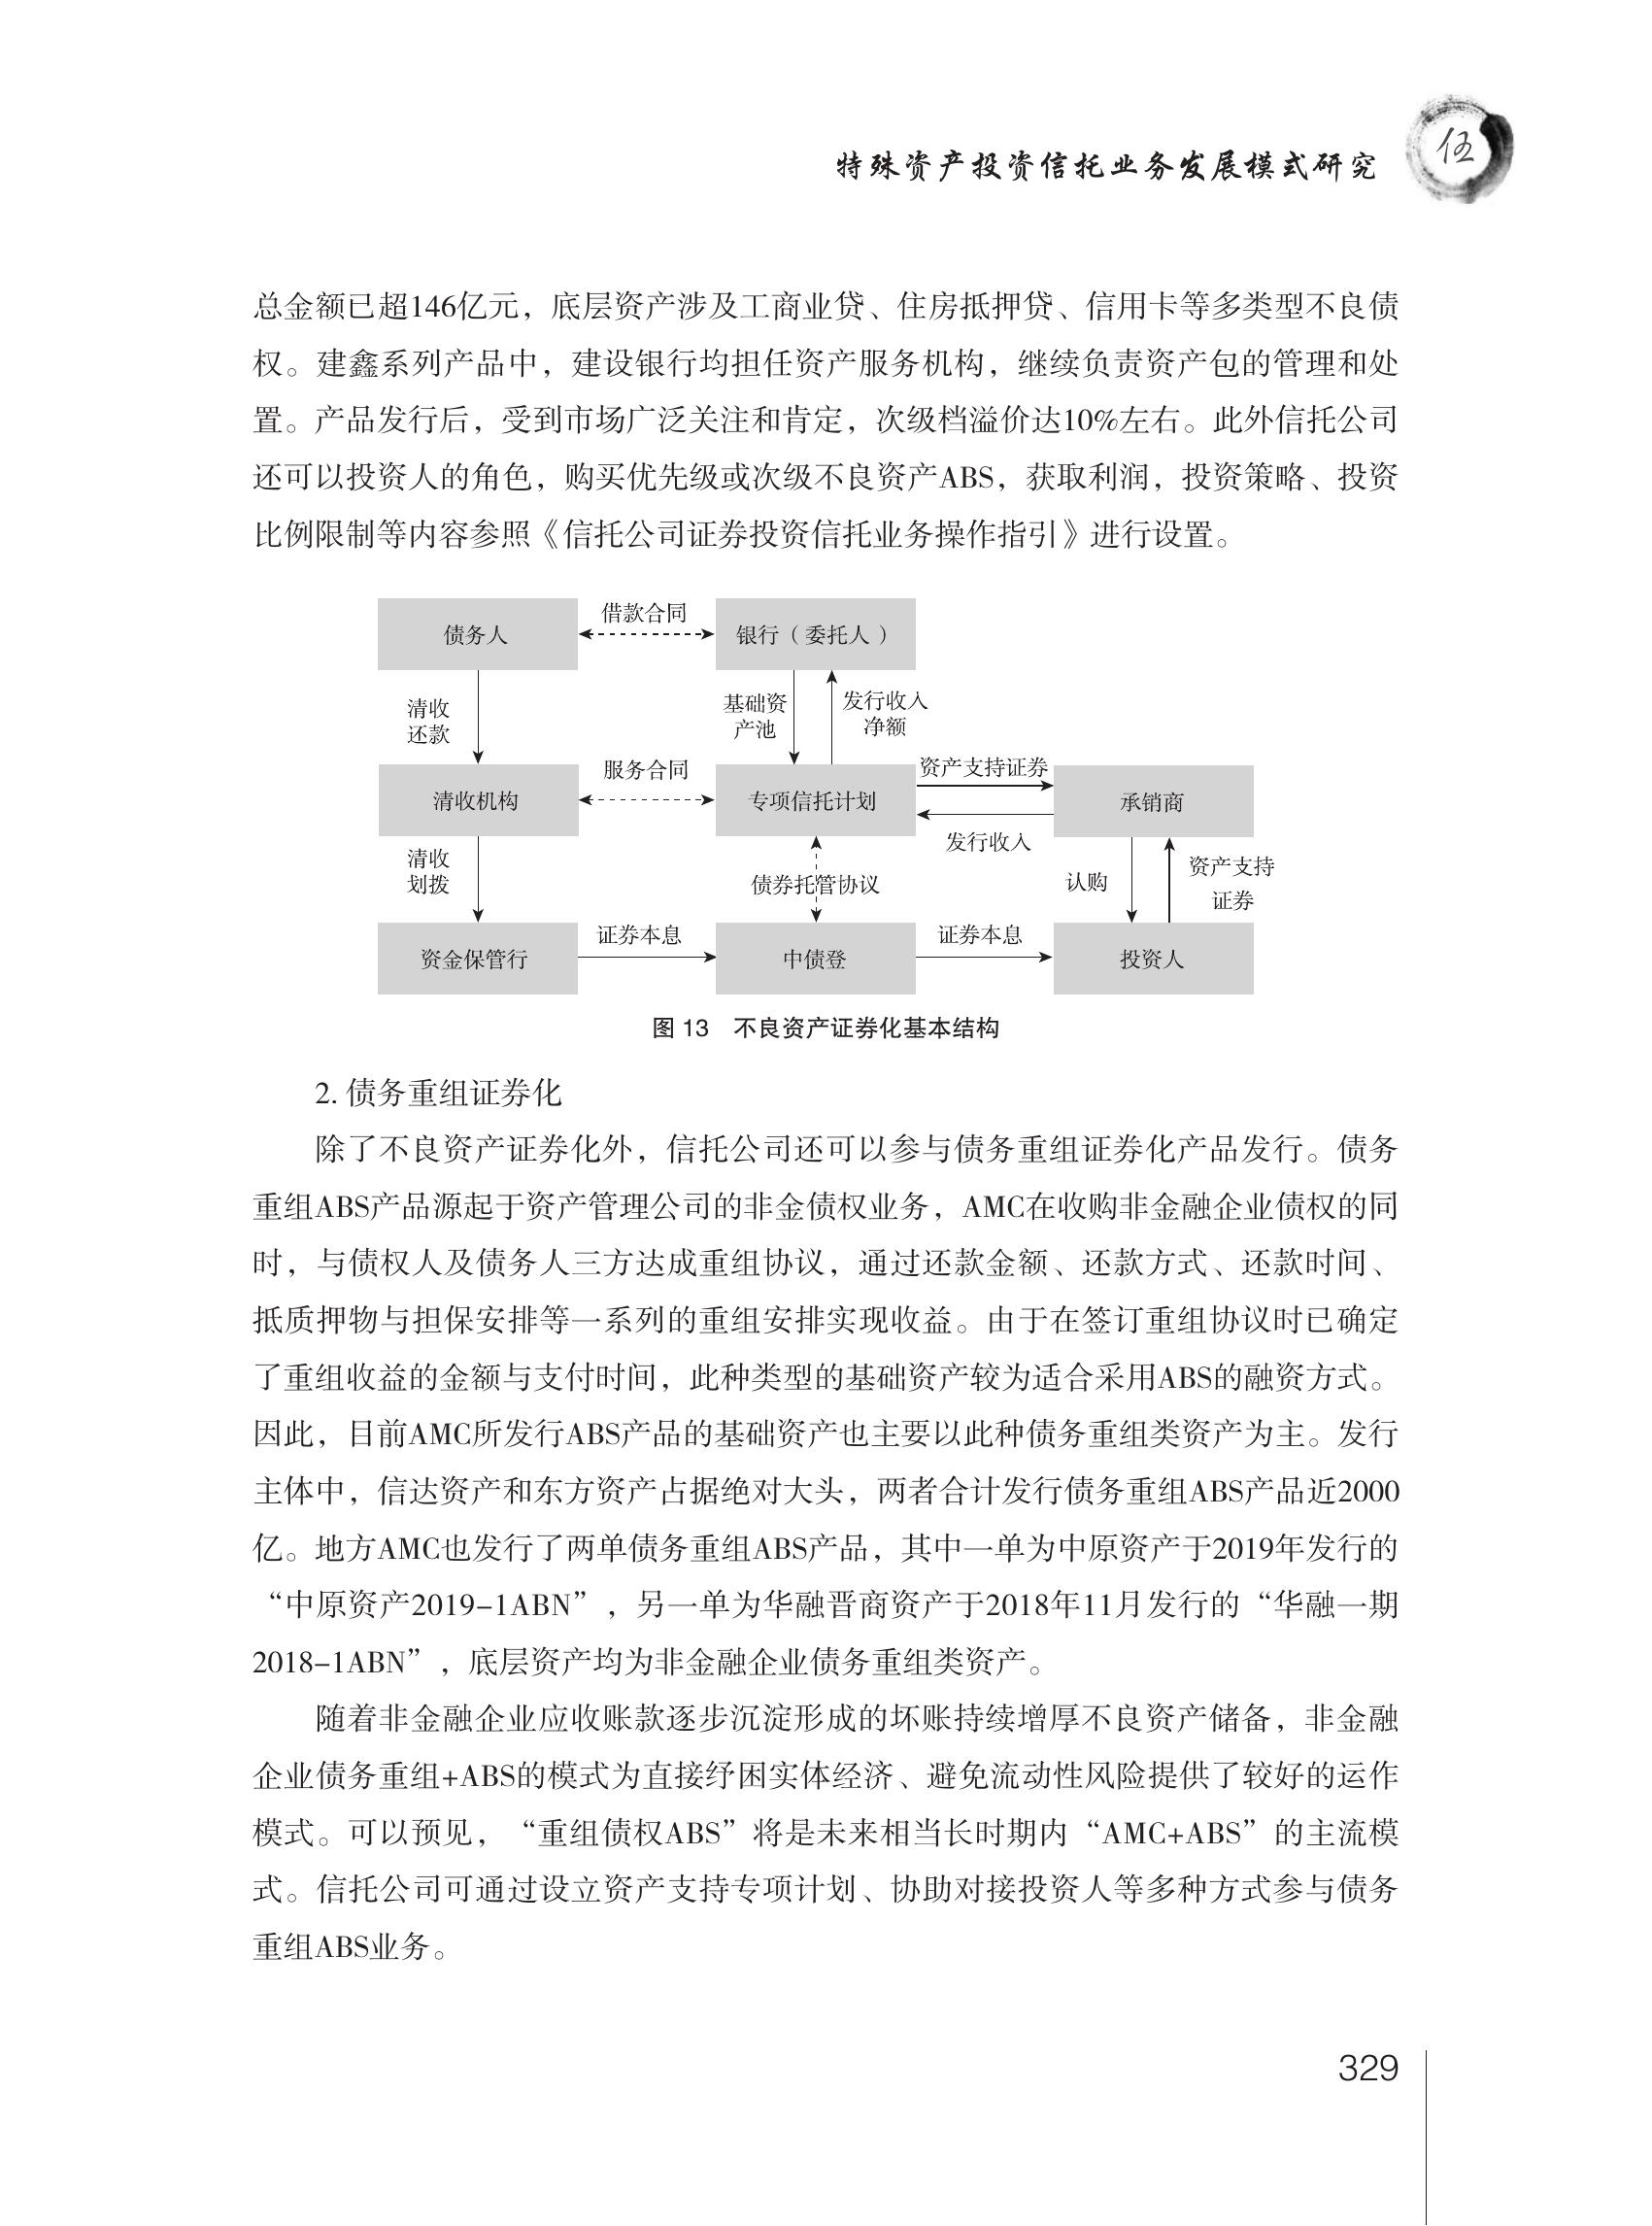 特殊资产投资信托业务发展模式研究
伍
总金额已超146亿元，底层资产涉及工商业贷、住房抵押贷、信用卡等多类型不良债
权。建鑫系列产品中，建设银行均担任资产服务机构，继续负责资产包的管理和处
置。产品发行后，受到市场广泛关注和肯定，次级档溢价达10%左右。此外信托公司
还可以投资人的角色，购买优先级或次级不良资产ABS，获取利润，投资策略、投资
比例限制等内容参照《信托公司证券投资信托业务操作指引》进行设置。
债务人
借款合同
银行（委托人）
清收
还款
基础资
产池
发行收入
净额
清收机构
服务合同
专项信托计划
资产支持证券
发行收入
承销商
清收
划拨
债券托管协议
认购
资产支持
证券
资金保管行
证券本息
中债登
证券本息
投资人
图 13 不良资产证券化基本结构
2. 债务重组证券化
除了不良资产证券化外，信托公司还可以参与债务重组证券化产品发行。债务
重组ABS产品源起于资产管理公司的非金债权业务，AMC在收购非金融企业债权的同
时，与债权人及债务人三方达成重组协议，通过还款金额、还款方式、还款时间、
抵质押物与担保安排等一系列的重组安排实现收益。由于在签订重组协议时已确定
了重组收益的金额与支付时间，此种类型的基础资产较为适合采用ABS的融资方式。
因此，目前AMC所发行ABS产品的基础资产也主要以此种债务重组类资产为主。发行
主体中，信达资产和东方资产占据绝对大头，两者合计发行债务重组ABS产品近2000
亿。地方AMC也发行了两单债务重组ABS产品，其中一单为中原资产于2019年发行的
“中原资产2019-1ABN”，另一单为华融晋商资产于2018年11月发行的“华融一期
2018-1ABN”，底层资产均为非金融企业债务重组类资产。
随着非金融企业应收账款逐步沉淀形成的坏账持续增厚不良资产储备，非金融
企业债务重组+ABS的模式为直接纾困实体经济、避免流动性风险提供了较好的运作
模式。可以预见，“重组债权ABS”将是未来相当长时期内“AMC+ABS”的主流模
式。信托公司可通过设立资产支持专项计划、协助对接投资人等多种方式参与债务
重组ABS业务。
329